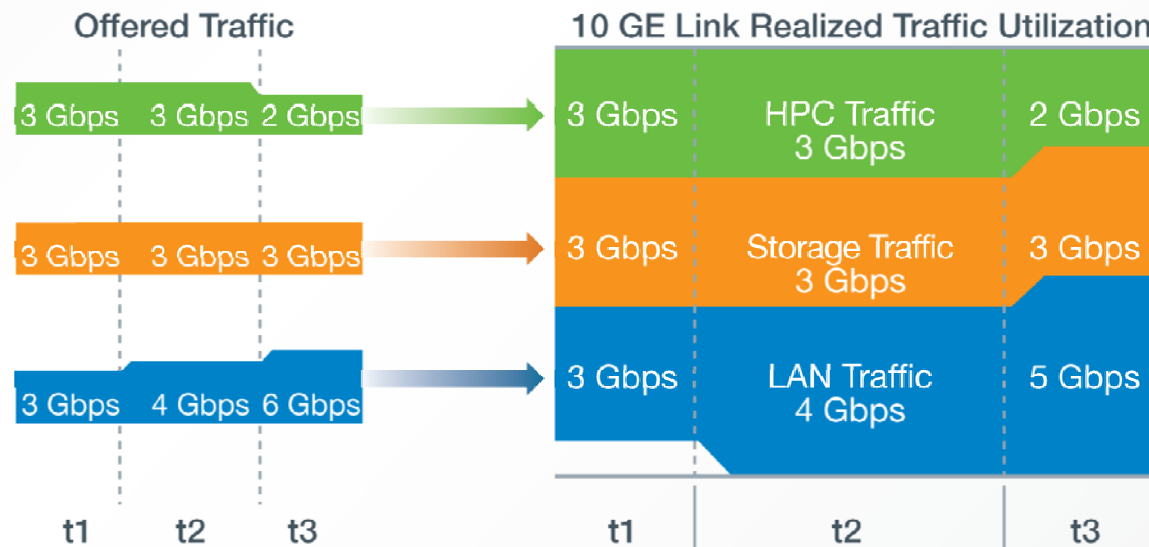 Offered Traffic
10 GE Link Realized Traffic Utilization
3 Gbps 3 Gbps 2 Gbps
3 Gbps
HPC Traffic
3 Gbps
2 Gbps
3 Gbps 3 Gbps 3 Gbps
3 Gbps
Storage Traffic
3 Gbps
3 Gbps
3 Gbps 4 Gbps 6 Gbps
3 Gbps
LAN Traffic
4 Gbps
5 Gbps
t1 t2 t3
t1 t2 t3